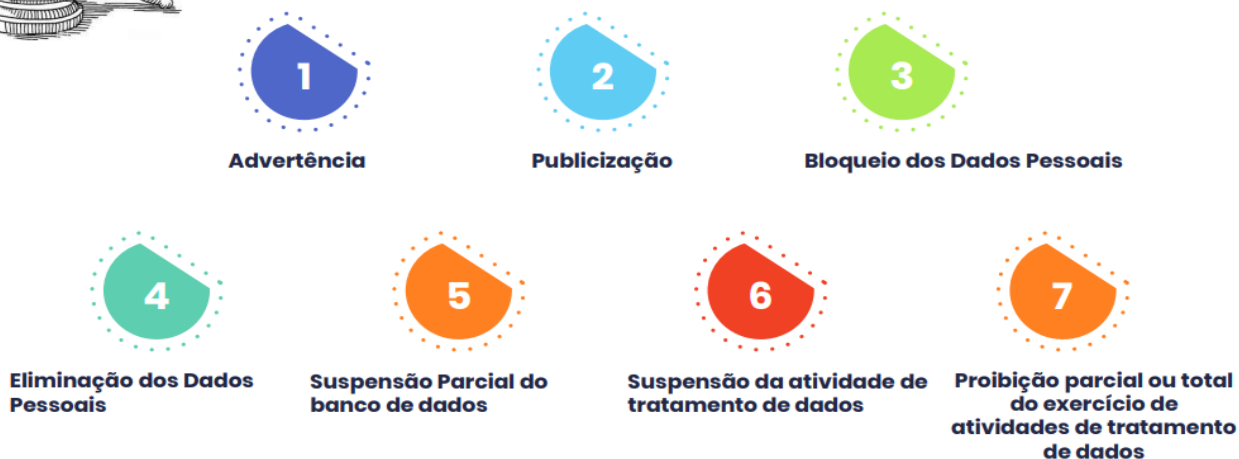 1
2
3
Advertência
Publicização
Bloqueio dos Dados Pessoais
4
5
6
7
Eliminação dos Dados
Pessoais
Suspensão Parcial do
banco de dados
Suspensão da atividade de
tratamento de dados
Proibição parcial ou total
do exercício de
atividades de tratamento
de dados